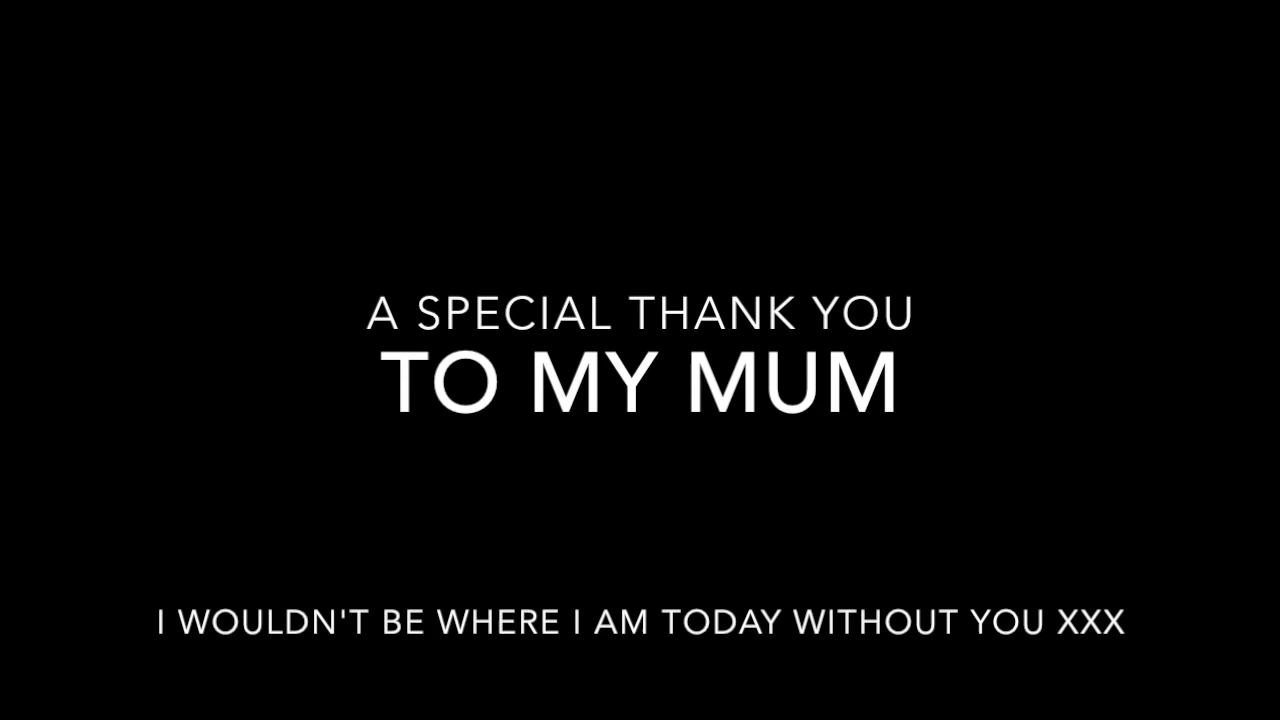 A SPECIAL THANK YOU
TO MY MUM
I WOULDN'T BE WHERE I AM TODAY WITHOUT YOU XXX